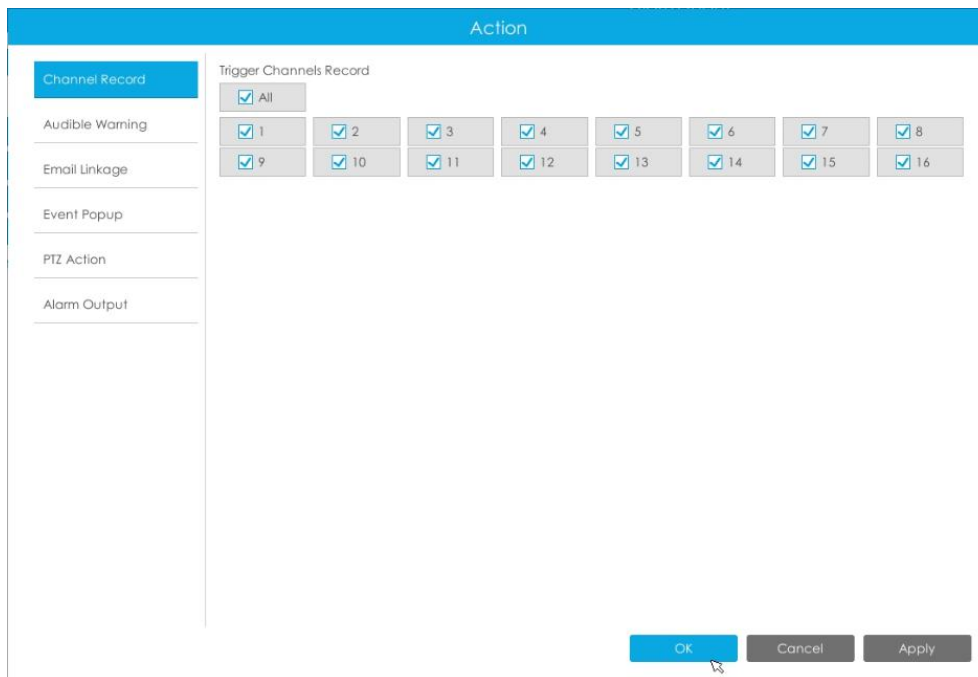 Action
Channel Record
Audible Warning
Email Linkage
Event Popup
PTZ Action
Alarm Output
Trigger Channels Record
All
1 2 3 4 5 6 7 8
9 10 11 12 13 14 15 16
OK Cancel Apply